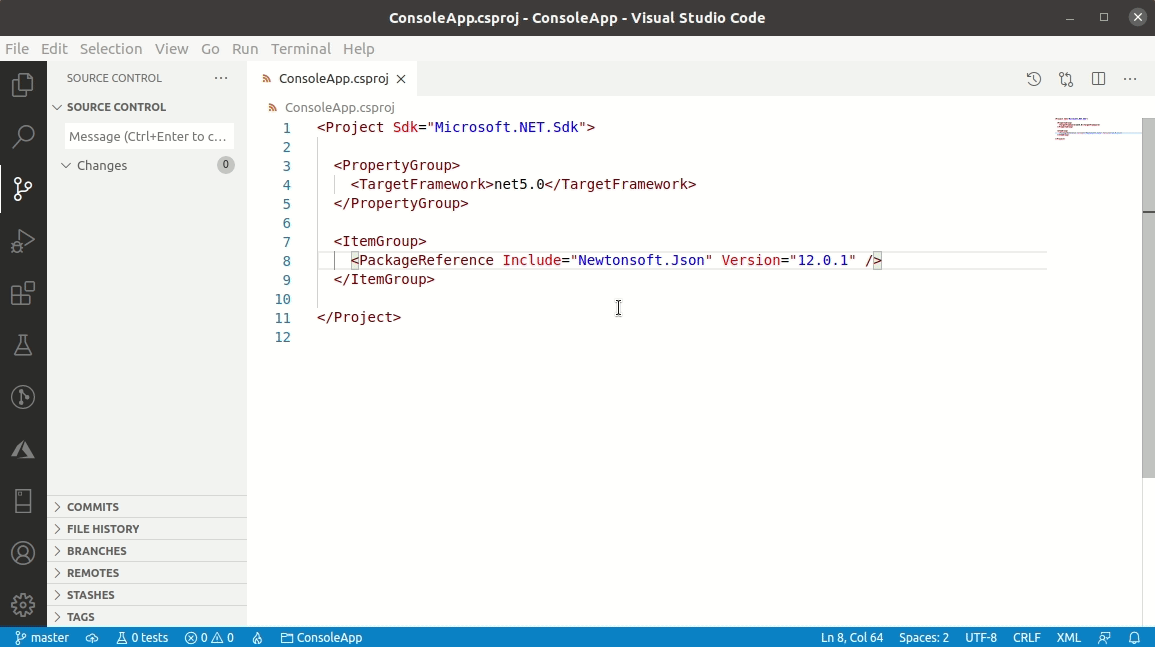 ConsoleApp.csproj - ConsoleApp - Visual Studio Code
File Edit Selection View Go Run Terminal Help
SOURCE CONTROL
ConsoleApp.csproj
SOURCE CONTROL
ConsoleApp.csproj
Message (Ctrl+Enter to c...
Changes 0
1 <Project Sdk="Microsoft.NET.Sdk">
2
3 <PropertyGroup>
4 <TargetFramework>net5.0</TargetFramework>
5 </PropertyGroup>
6
7 <ItemGroup>
8 <PackageReference Include="Newtonsoft.Json" Version="12.0.1" />
9 </ItemGroup>
10
11 </Project>
12
COMMITS
FILE HISTORY
BRANCHES
REMOTES
STASHES
TAGS
master 0 tests 0 0 ConsoleApp Ln 8, Col 64 Spaces: 2 UTF-8 CRLF XML